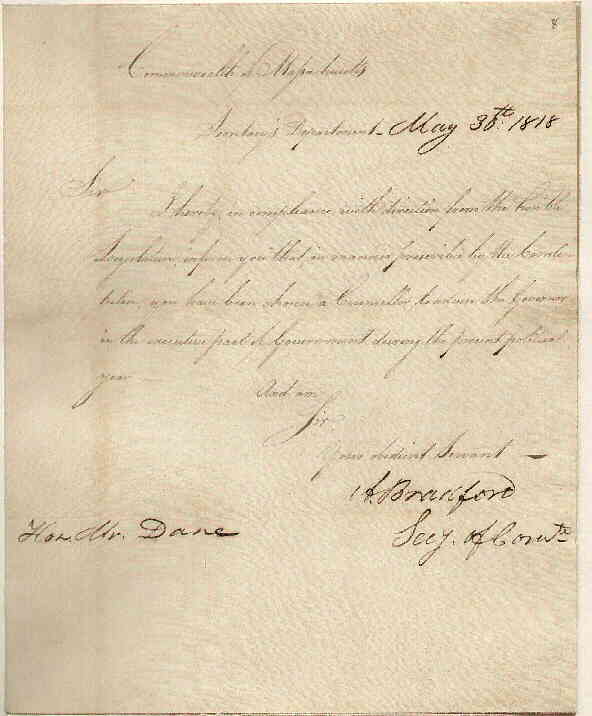 8
Commonwealth of Massachusetts
Secretary's Department - May 30th. 1818
Sir
I hereby, in compliance with direction from the hon'ble
Legislature, inform you that, in manner prescribed by the Consti-
tution, you have been chosen a Counsellor to advise the Governor
in the executive part of Government during the present political
year
And am
Sir
Your obedient Servant —
A. Bradford
Secy. of Comth
Hon. Mr. Dane